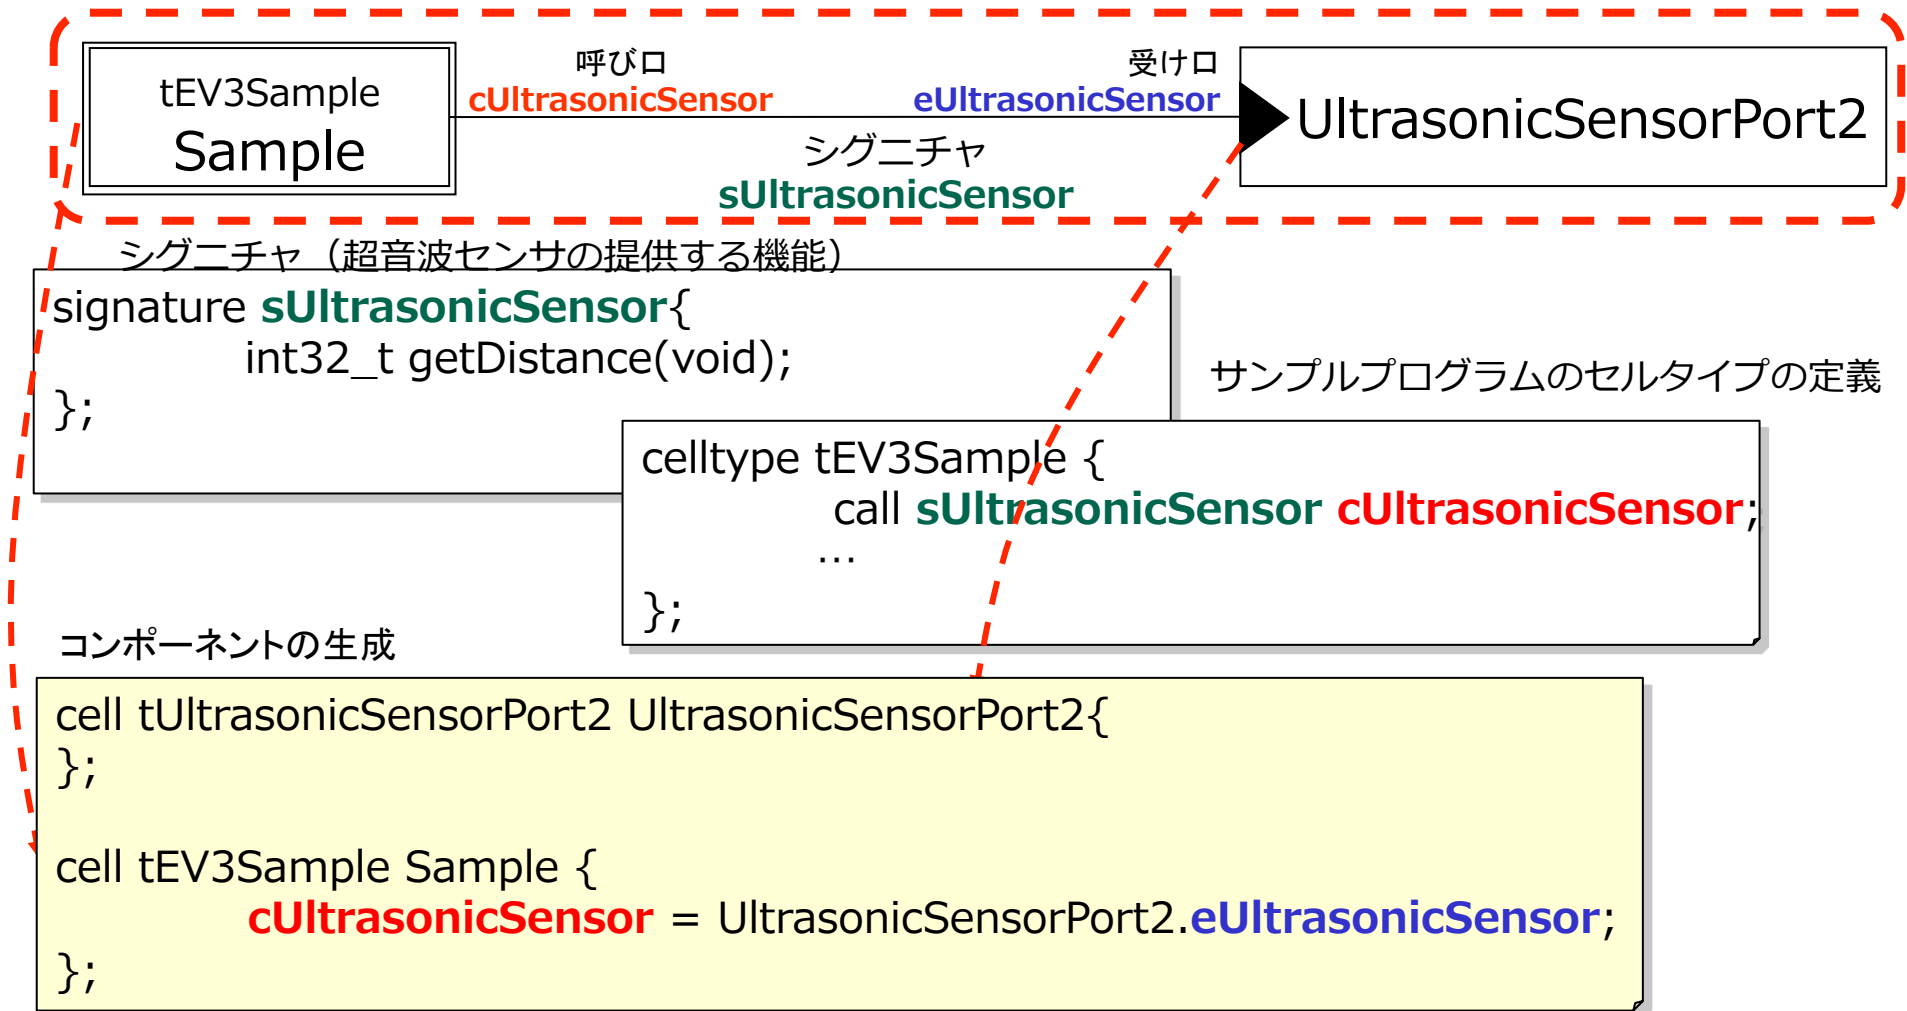 tEV3Sample
Sample
呼び口
cUltrasonicSensor
受け口
eUltrasonicSensor
シグニチャ
sUltrasonicSensor
UltrasonicSensorPort2
シグニチャ（超音波センサの提供する機能）
signature sUltrasonicSensor{
int32_t getDistance(void);
};
サンプルプログラムのセルタイプの定義
celltype tEV3Sample {
call sUltrasonicSensor cUltrasonicSensor;
…
};
コンポーネントの生成
cell tUltrasonicSensorPort2 UltrasonicSensorPort2{
};
cell tEV3Sample Sample {
cUltrasonicSensor = UltrasonicSensorPort2.eUltrasonicSensor;
};